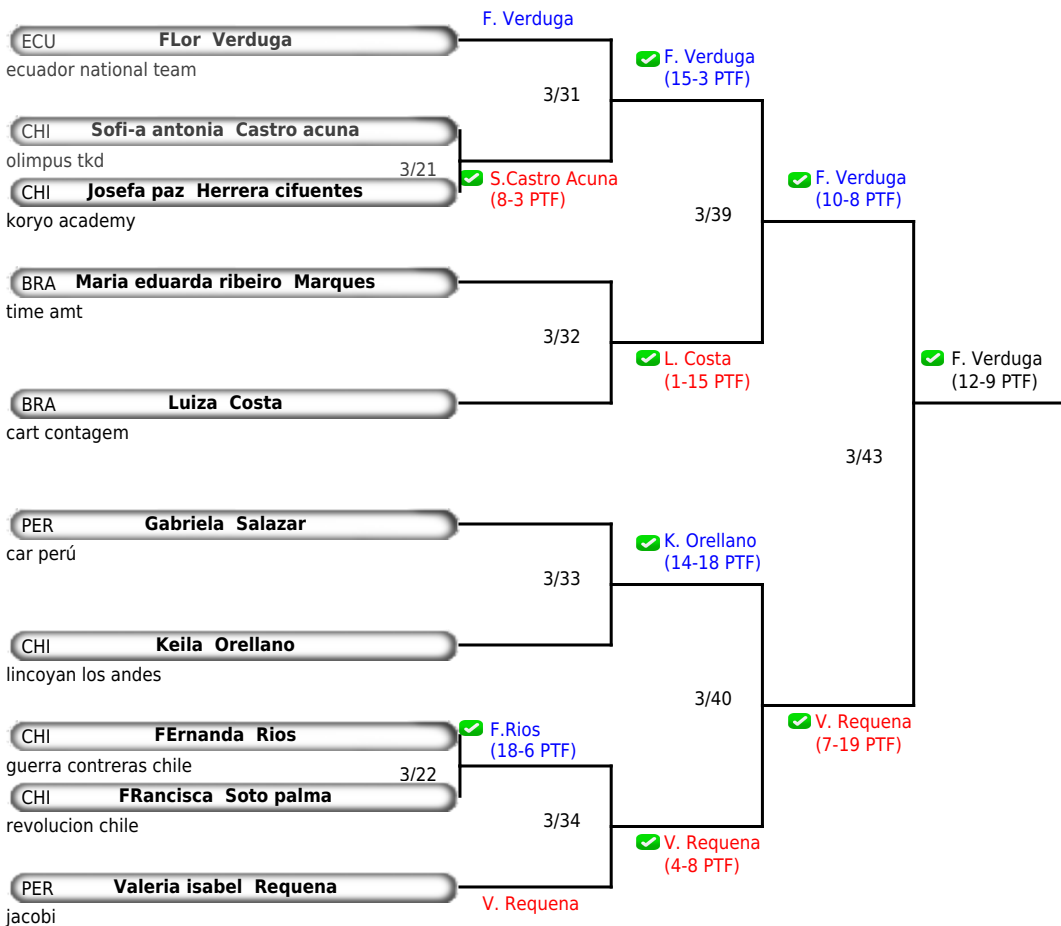 F. Verduga
ECU FLor Verduga
ecuador national team
F. Verduga
(15-3 PTF)
3/31
CHI Sofi-a antonia Castro acuna
olimpus tkd
3/21
S.Castro Acuna
(8-3 PTF)
CHI Josefa paz Herrera cifuentes
koryo academy
F. Verduga
(10-8 PTF)
3/39
BRA Maria eduarda ribeiro Marques
time amt
3/32
L. Costa
(1-15 PTF)
BRA Luiza Costa
cart contagem
F. Verduga
(12-9 PTF)
3/43
PER Gabriela Salazar
car perú
K. Orellano
(14-18 PTF)
3/33
CHI Keila Orellano
lincoyan los andes
3/40
V. Requena
(7-19 PTF)
CHI FErnanda Rios
guerra contreras chile
F.Rios
(18-6 PTF)
3/22
CHI FRancisca Soto palma
revolucion chile
3/34
V. Requena
(4-8 PTF)
PER Valeria isabel Requena
jacobi
V. Requena